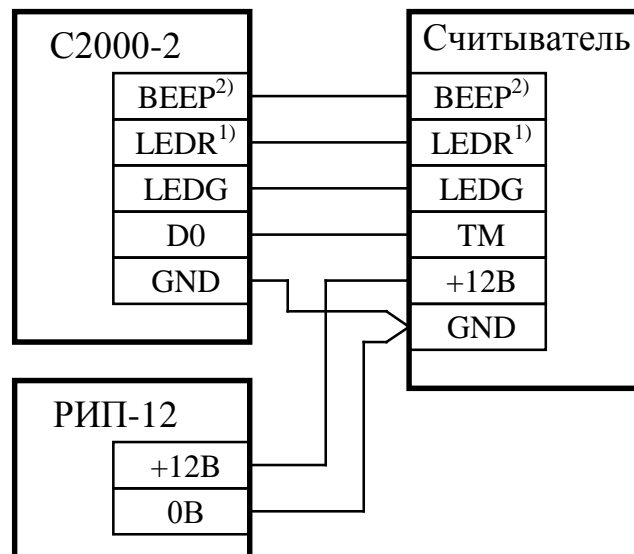 С2000-2
BEEP2)
LEDR1)
LEDG
D0
GND
Считыватель
BEEP2)
LEDR1)
LEDG
TM
+12В
GND
РИП-12
+12В
0В